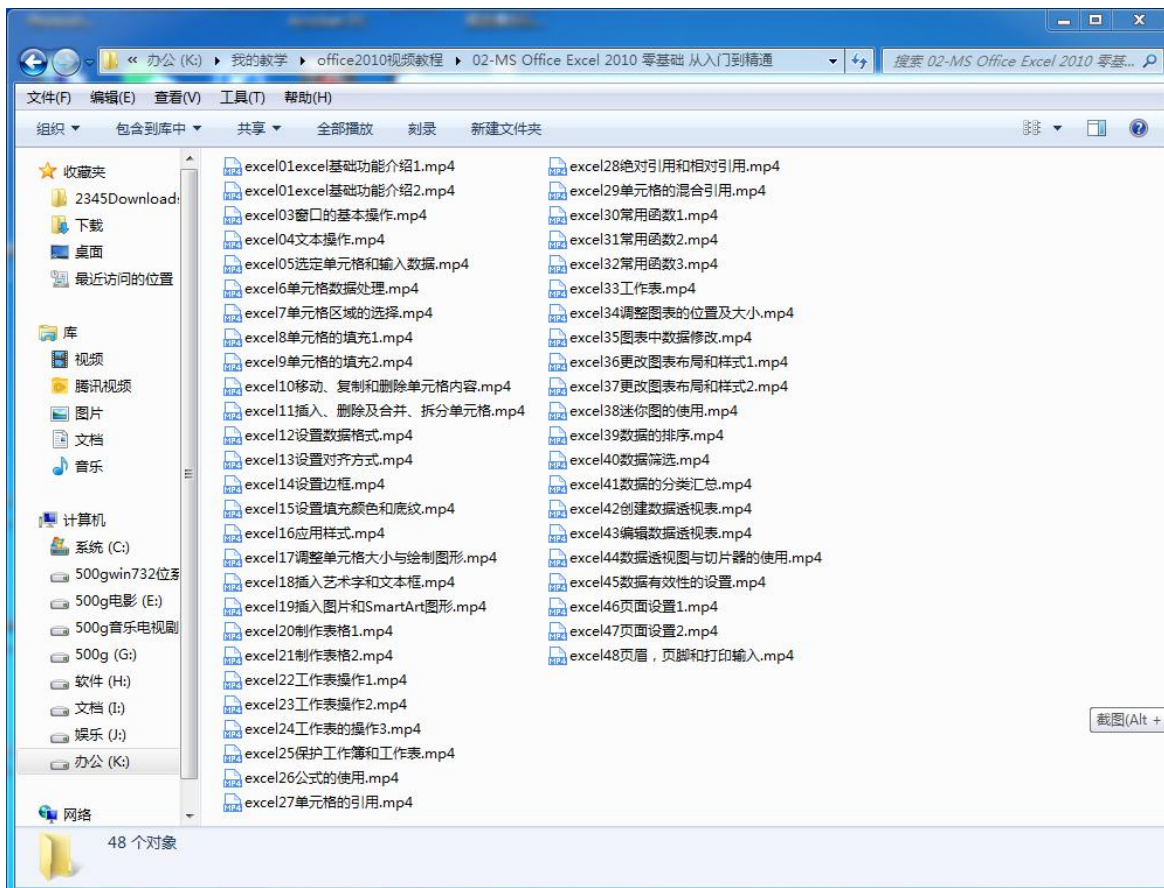 « 办公 (K:) ▸ 我的教学 ▸ office2010视频教程 ▸ 02-MS Office Excel 2010 零基础 从入门到精通
搜索 02-MS Office Excel 2010 零基...
文件(F) 编辑(E) 查看(V) 工具(T) 帮助(H)
组织 包含到库中 共享 全部播放 刻录 新建文件夹
收藏夹
2345Downloads
下载
桌面
最近访问的位置
库
视频
腾讯视频
图片
文档
音乐
计算机
系统 (C:)
500gwin732位系
500g电影 (E:)
500g音乐电视剧
500g (G:)
软件 (H:)
文档 (I:)
娱乐 (J:)
办公 (K:)
网络
excel01excel基础功能介绍1.mp4
excel01excel基础功能介绍2.mp4
excel03窗口的基本操作.mp4
excel04文本操作.mp4
excel05选定单元格和输入数据.mp4
excel6单元格数据处理.mp4
excel7单元格区域的选择.mp4
excel8单元格的填充1.mp4
excel9单元格的填充2.mp4
excel10移动、复制和删除单元格内容.mp4
excel11插入、删除及合并、拆分单元格.mp4
excel12设置数据格式.mp4
excel13设置对齐方式.mp4
excel14设置边框.mp4
excel15设置填充颜色和底纹.mp4
excel16应用样式.mp4
excel17调整单元格大小与绘制图形.mp4
excel18插入艺术字和文本框.mp4
excel19插入图片和SmartArt图形.mp4
excel20制作表格1.mp4
excel21制作表格2.mp4
excel22工作表操作1.mp4
excel23工作表操作2.mp4
excel24工作表的操作3.mp4
excel25保护工作簿和工作表.mp4
excel26公式的使用.mp4
excel27单元格的引用.mp4
excel28绝对引用和相对引用.mp4
excel29单元格的混合引用.mp4
excel30常用函数1.mp4
excel31常用函数2.mp4
excel32常用函数3.mp4
excel33工作表.mp4
excel34调整图表的位置及大小.mp4
excel35图表中数据修改.mp4
excel36更改图表布局和样式1.mp4
excel37更改图表布局和样式2.mp4
excel38迷你图的使用.mp4
excel39数据的排序.mp4
excel40数据筛选.mp4
excel41数据的分类汇总.mp4
excel42创建数据透视表.mp4
excel43编辑数据透视表.mp4
excel44数据透视图与切片器的使用.mp4
excel45数据有效性的设置.mp4
excel46页面设置1.mp4
excel47页面设置2.mp4
excel48页眉，页脚和打印输入.mp4
截图(Alt +
48 个对象